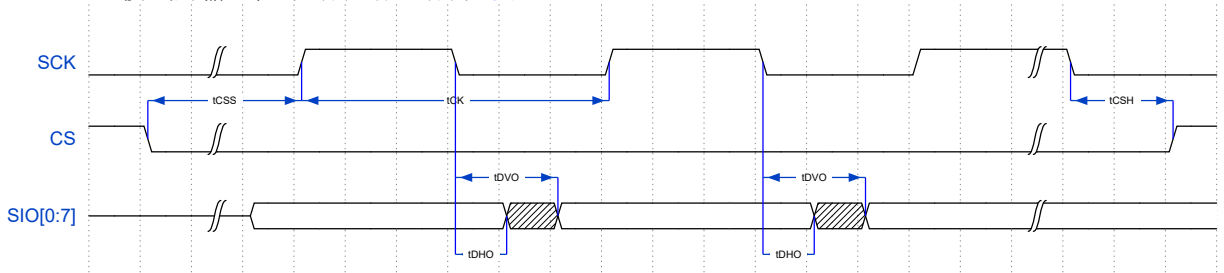 SCK
tCSS tCK tCSH
CS
tDVO tDVO
SIO[0:7]
tDHO tDHO